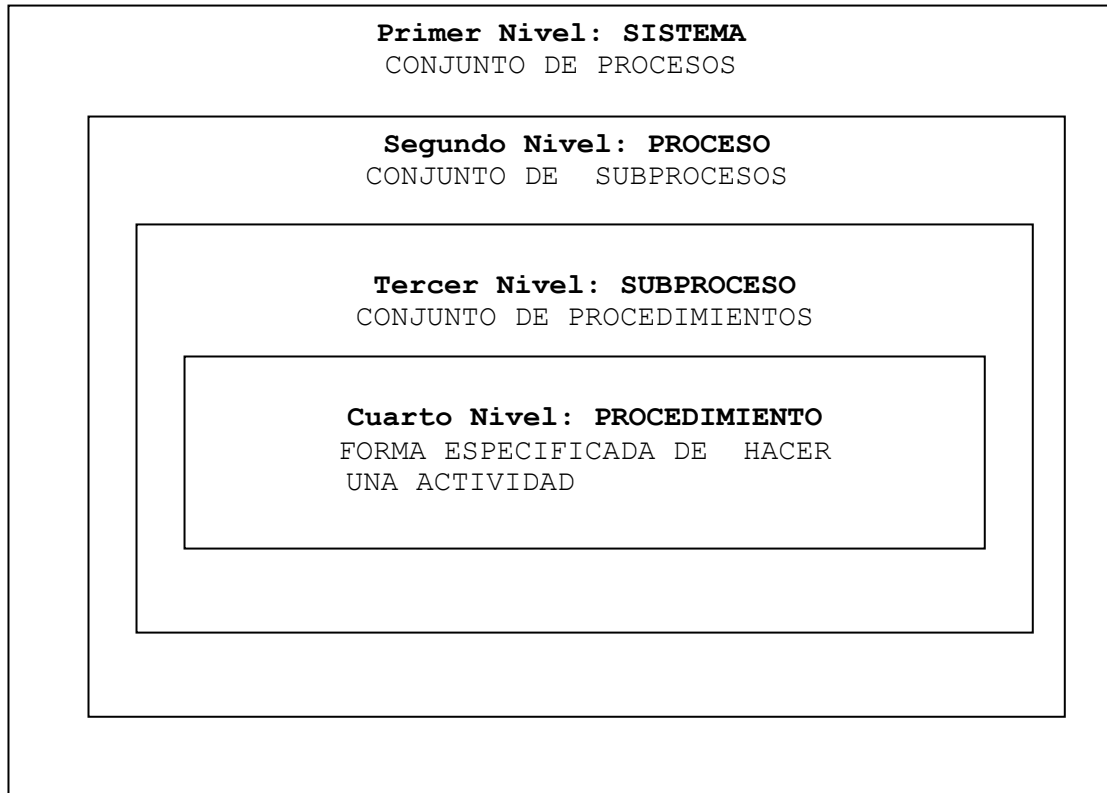 Primer Nivel: SISTEMA
CONJUNTO DE PROCESOS
Segundo Nivel: PROCESO
CONJUNTO DE SUBPROCESOS
Tercer Nivel: SUBPROCESO
CONJUNTO DE PROCEDIMIENTOS
Cuarto Nivel: PROCEDIMIENTO
FORMA ESPECIFICADA DE HACER
UNA ACTIVIDAD